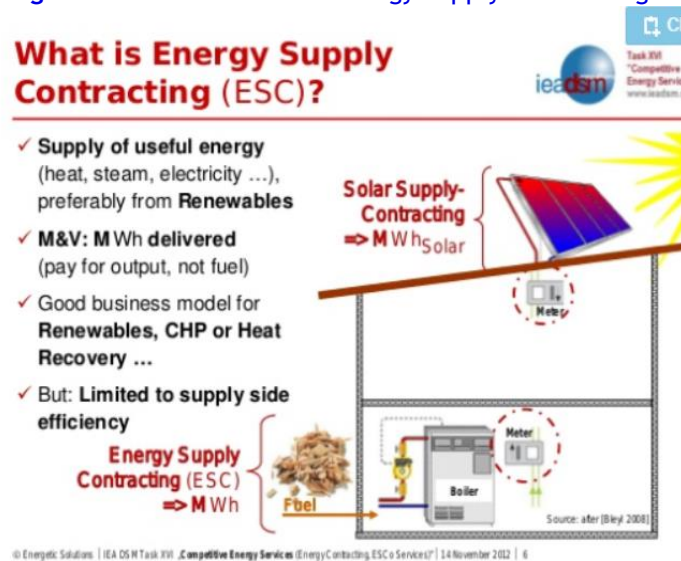 What is Energy Supply
Contracting (ESC)?
ieadsm
Task XVI
"Competitive
Energy Servic
www.ieadsm.
✓ Supply of useful energy
(heat, steam, electricity ...),
preferably from Renewables
✓ M&V: MWh delivered
(pay for output, not fuel)
✓ Good business model for
Renewables, CHP or Heat
Recovery ...
✓ But: Limited to supply side
efficiency
Solar Supply-
Contracting
=> MWhSolar
Meter
Energy Supply
Contracting (ESC)
=> MWh
Fuel
Boiler
Meter
Source: after [Bleyl 2008]
© Energetic Solutions | IEA DSM Task XVI „Competitive Energy Services (Energy Contracting, ESCo Services)" | 14 November 2012 | 6